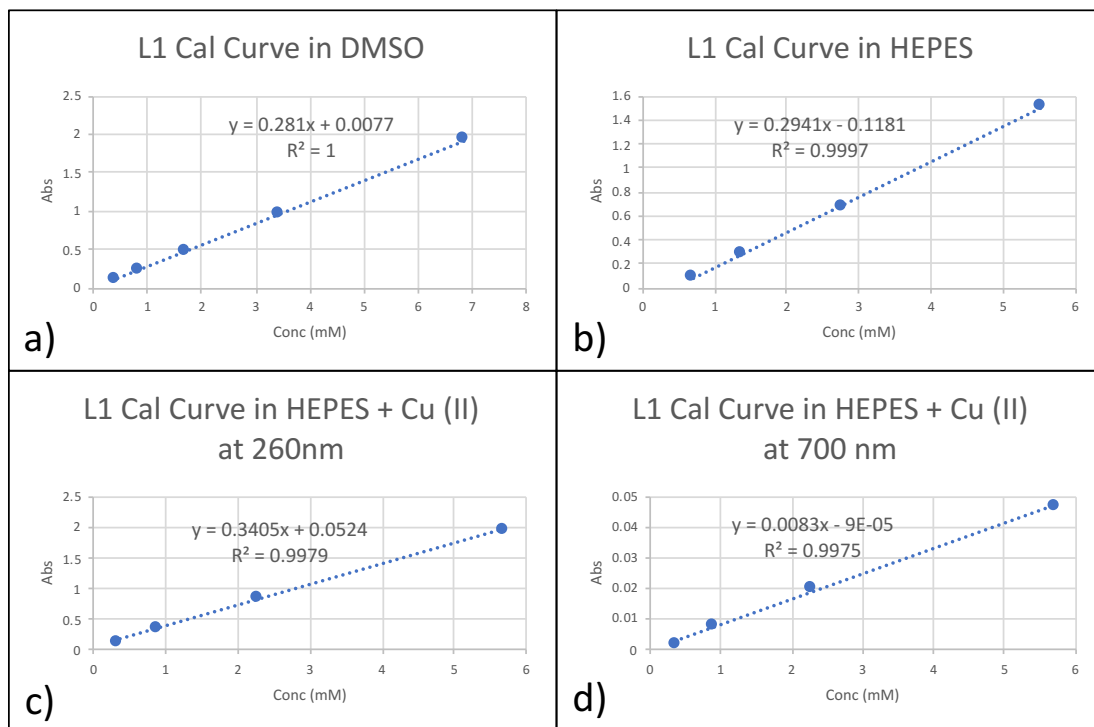 L1 Cal Curve in DMSO
2.5
2
1.5
1
0.5
0
Abs
y = 0.281x + 0.0077
R² = 1
0 1 2 3 4 5 6 7 8
Conc (mM)
a)
L1 Cal Curve in HEPES
1.6
1.4
1.2
1
0.8
0.6
0.4
0.2
0
Abs
y = 0.2941x - 0.1181
R² = 0.9997
0 1 2 3 4 5 6
Conc (mM)
b)
L1 Cal Curve in HEPES + Cu (II)
at 260nm
2.5
2
1.5
1
0.5
0
Abs
y = 0.3405x + 0.0524
R² = 0.9979
0 1 2 3 4 5 6
Conc (mM)
c)
L1 Cal Curve in HEPES + Cu (II)
at 700 nm
0.05
0.04
0.03
0.02
0.01
0
Abs
y = 0.0083x - 9E-05
R² = 0.9975
0 1 2 3 4 5 6
Conc (mM)
d)